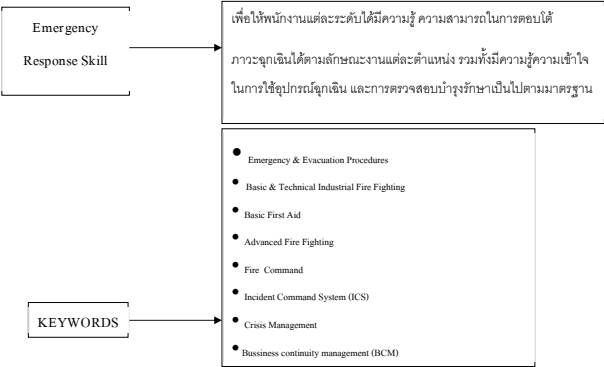 Emergency
Response Skill
เพื่อให้พนักงานแต่ละระดับได้มีความรู้ ความสามารถในการตอบโต้
ภาวะฉุกเฉินได้ตามลักษณะงานแต่ละตำแหน่ง รวมทั้งมีความรู้ความเข้าใจ
ในการใช้อุปกรณ์ฉุกเฉิน และการตรวจสอบบำรุงรักษาเป็นไปตามมาตรฐาน
KEYWORDS
• Emergency & Evacuation Procedures
• Basic & Technical Industrial Fire Fighting
• Basic First Aid
• Advanced Fire Fighting
• Fire Command
• Incident Command System (ICS)
• Crisis Management
• Bussiness continuity management (BCM)